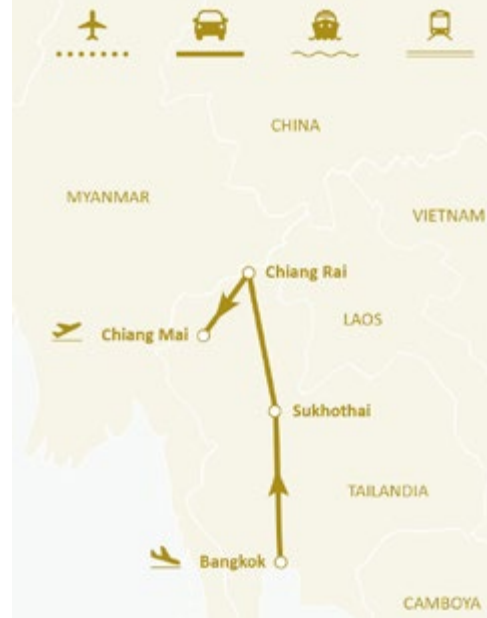 CHINA
MYANMAR
VIETNAM
Chiang Rai
LAOS
Chiang Mai
Sukhothai
TAILANDIA
Bangkok
CAMBOYA